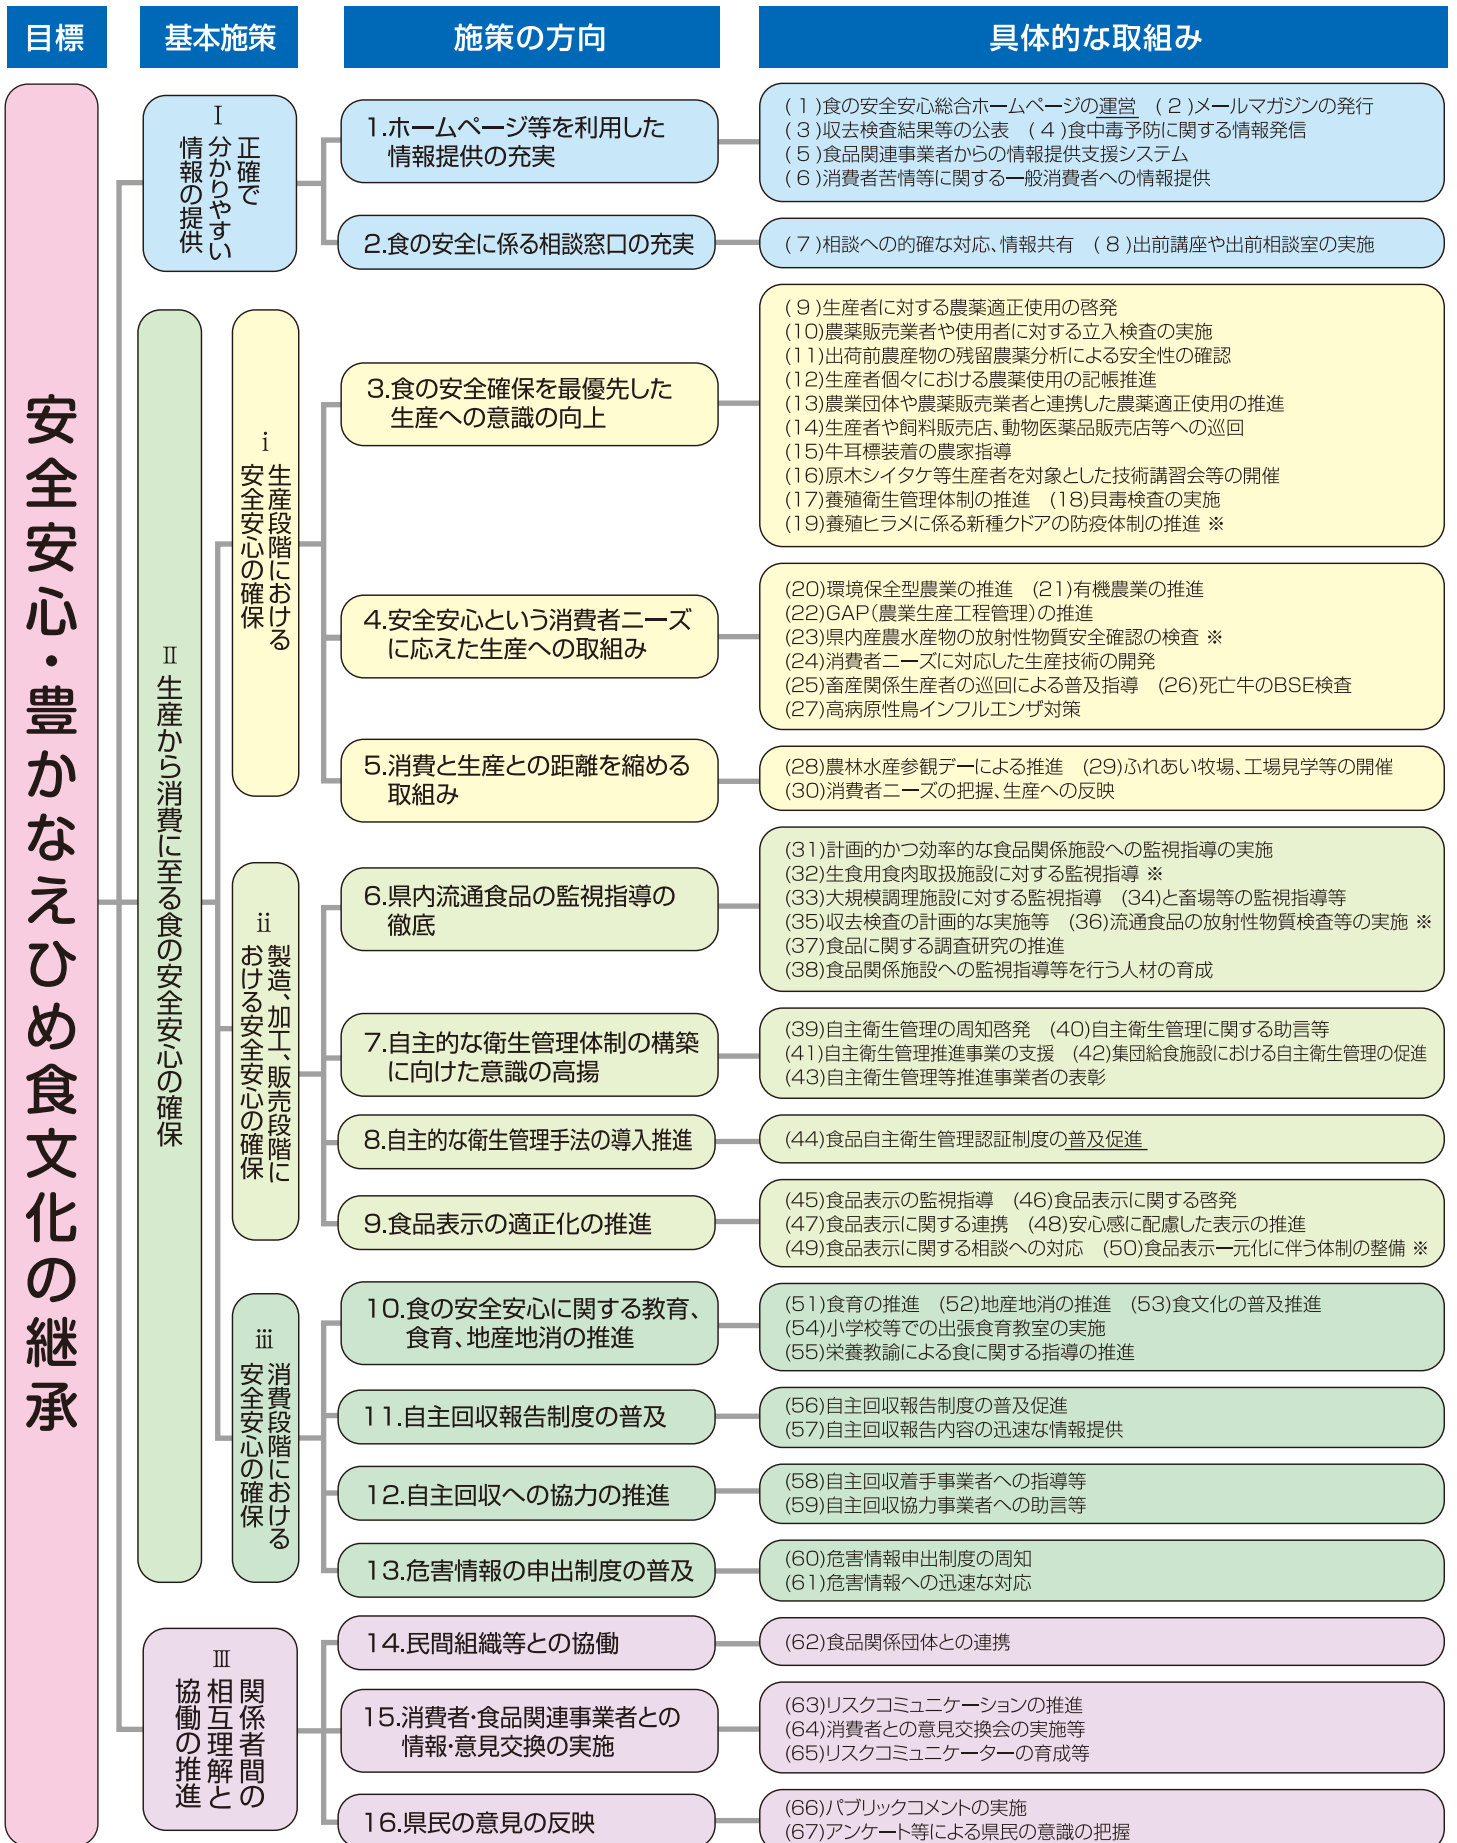 目標
基本施策
施策の方向
具体的な取組み
安全安心・豊かなえひめ食文化の継承
Ⅰ
正確で
分かりやすい
情報の提供
1.ホームページ等を利用した
情報提供の充実
(1)食の安全安心総合ホームページの運営 (2)メールマガジンの発行
(3)収去検査結果等の公表 (4)食中毒予防に関する情報発信
(5)食品関連事業者からの情報提供支援システム
(6)消費者苦情等に関する一般消費者への情報提供
2.食の安全に係る相談窓口の充実
(7)相談への的確な対応、情報共有 (8)出前講座や出前相談室の実施
Ⅱ 生産から消費に至る食の安全安心の確保
ⅰ
生産段階における
安全安心の確保
3.食の安全確保を最優先した
生産への意識の向上
(9)生産者に対する農薬適正使用の啓発
(10)農薬販売業者や使用者に対する立入検査の実施
(11)出荷前農産物の残留農薬分析による安全性の確認
(12)生産者個々における農薬使用の記帳推進
(13)農業団体や農薬販売業者と連携した農薬適正使用の推進
(14)生産者や飼料販売店、動物医薬品販売店等への巡回
(15)牛耳標装着の農家指導
(16)原木シイタケ等生産者を対象とした技術講習会等の開催
(17)養殖衛生管理体制の推進 (18)貝毒検査の実施
(19)養殖ヒラメに係る新種クドアの防疫体制の推進 ※
4.安全安心という消費者ニーズ
に応えた生産への取組み
(20)環境保全型農業の推進 (21)有機農業の推進
(22)GAP(農業生産工程管理)の推進
(23)県内産農水産物の放射性物質安全確認の検査 ※
(24)消費者ニーズに対応した生産技術の開発
(25)畜産関係生産者の巡回による普及指導 (26)死亡牛のBSE検査
(27)高病原性鳥インフルエンザ対策
5.消費と生産との距離を縮める
取組み
(28)農林水産参観デーによる推進 (29)ふれあい牧場、工場見学等の開催
(30)消費者ニーズの把握、生産への反映
ⅱ
製造、加工、販売段階に
おける安全安心の確保
6.県内流通食品の監視指導の
徹底
(31)計画的かつ効率的な食品関係施設への監視指導の実施
(32)生食用食肉取扱施設に対する監視指導 ※
(33)大規模調理施設に対する監視指導 (34)と畜場等の監視指導等
(35)収去検査の計画的な実施等 (36)流通食品の放射性物質検査等の実施 ※
(37)食品に関する調査研究の推進
(38)食品関係施設への監視指導等を行う人材の育成
7.自主的な衛生管理体制の構築
に向けた意識の高揚
(39)自主衛生管理の周知啓発 (40)自主衛生管理に関する助言等
(41)自主衛生管理推進事業の支援 (42)集団給食施設における自主衛生管理の促進
(43)自主衛生管理等推進事業者の表彰
8.自主的な衛生管理手法の導入推進
(44)食品自主衛生管理認証制度の普及促進
9.食品表示の適正化の推進
(45)食品表示の監視指導 (46)食品表示に関する啓発
(47)食品表示に関する連携 (48)安心感に配慮した表示の推進
(49)食品表示に関する相談への対応 (50)食品表示一元化に伴う体制の整備 ※
ⅲ
消費段階における
安全安心の確保
10.食の安全安心に関する教育、
食育、地産地消の推進
(51)食育の推進 (52)地産地消の推進 (53)食文化の普及推進
(54)小学校等での出張食育教室の実施
(55)栄養教諭による食に関する指導の推進
11.自主回収報告制度の普及
(56)自主回収報告制度の普及促進
(57)自主回収報告内容の迅速な情報提供
12.自主回収への協力の推進
(58)自主回収着手事業者への指導等
(59)自主回収協力事業者への助言等
13.危害情報の申出制度の普及
(60)危害情報申出制度の周知
(61)危害情報への迅速な対応
Ⅲ
関係者間の
相互理解と
協働の推進
14.民間組織等との協働
(62)食品関係団体との連携
15.消費者・食品関連事業者との
情報・意見交換の実施
(63)リスクコミュニケーションの推進
(64)消費者との意見交換会の実施等
(65)リスクコミュニケーターの育成等
16.県民の意見の反映
(66)パブリックコメントの実施
(67)アンケート等による県民の意識の把握